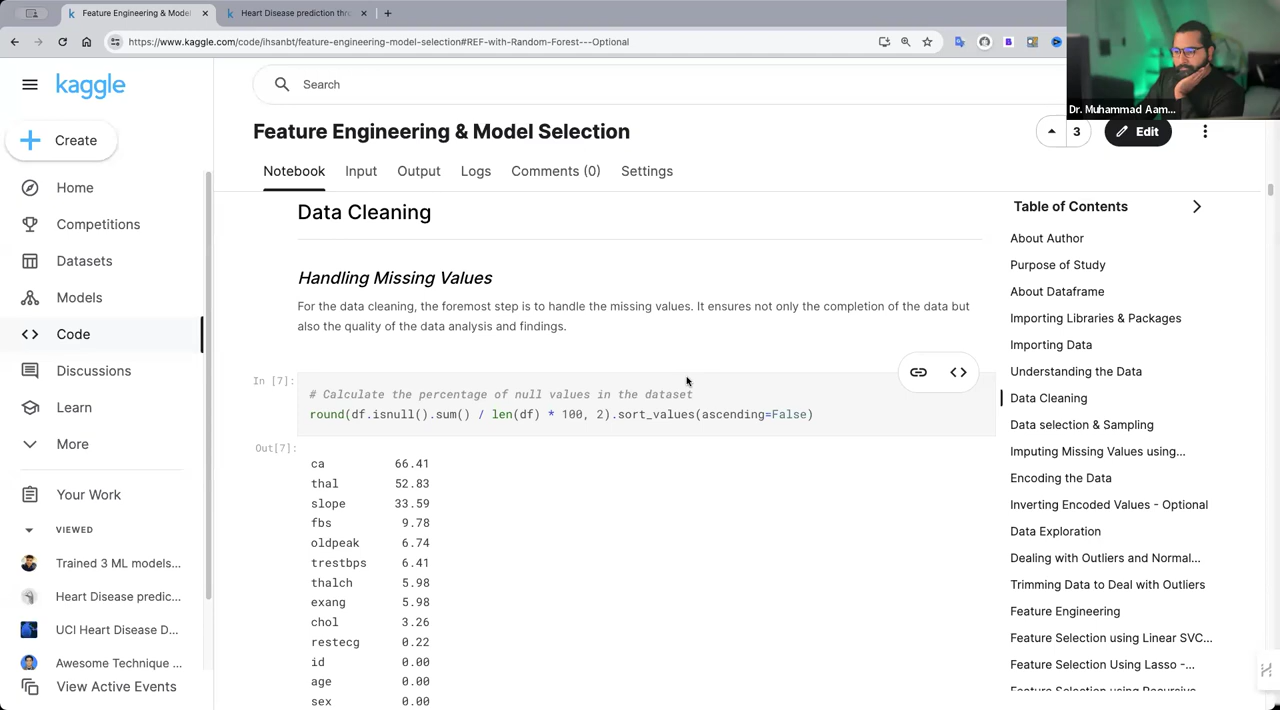 Feature Engineering & Model
Heart Disease prediction thr
https://www.kaggle.com/code/ihsanbt/feature-engineering-model-selection#REF-with-Random-Forest---Optional
Dr. Muhammad Aam...
kaggle
Search
Create
Home
Competitions
Datasets
Models
Code
Discussions
Learn
More
Your Work
VIEWED
Trained 3 ML models...
Heart Disease predic...
UCI Heart Disease D...
Awesome Technique ...
View Active Events
Feature Engineering & Model Selection
3
Edit
Notebook
Input
Output
Logs
Comments (0)
Settings
Data Cleaning
Handling Missing Values
For the data cleaning, the foremost step is to handle the missing values. It ensures not only the completion of the data but
also the quality of the data analysis and findings.
In [7]:
# Calculate the percentage of null values in the dataset
round(df.isnull().sum() / len(df) * 100, 2).sort_values(ascending=False)
Out[7]:
ca 66.41
thal 52.83
slope 33.59
fbs 9.78
oldpeak 6.74
trestbps 6.41
thalch 5.98
exang 5.98
chol 3.26
restecg 0.22
id 0.00
age 0.00
sex 0.00
Table of Contents
About Author
Purpose of Study
About Dataframe
Importing Libraries & Packages
Importing Data
Understanding the Data
Data Cleaning
Data selection & Sampling
Imputing Missing Values using...
Encoding the Data
Inverting Encoded Values - Optional
Data Exploration
Dealing with Outliers and Normal...
Trimming Data to Deal with Outliers
Feature Engineering
Feature Selection using Linear SVC...
Feature Selection Using Lasso -...
Feature Selection using Recursive